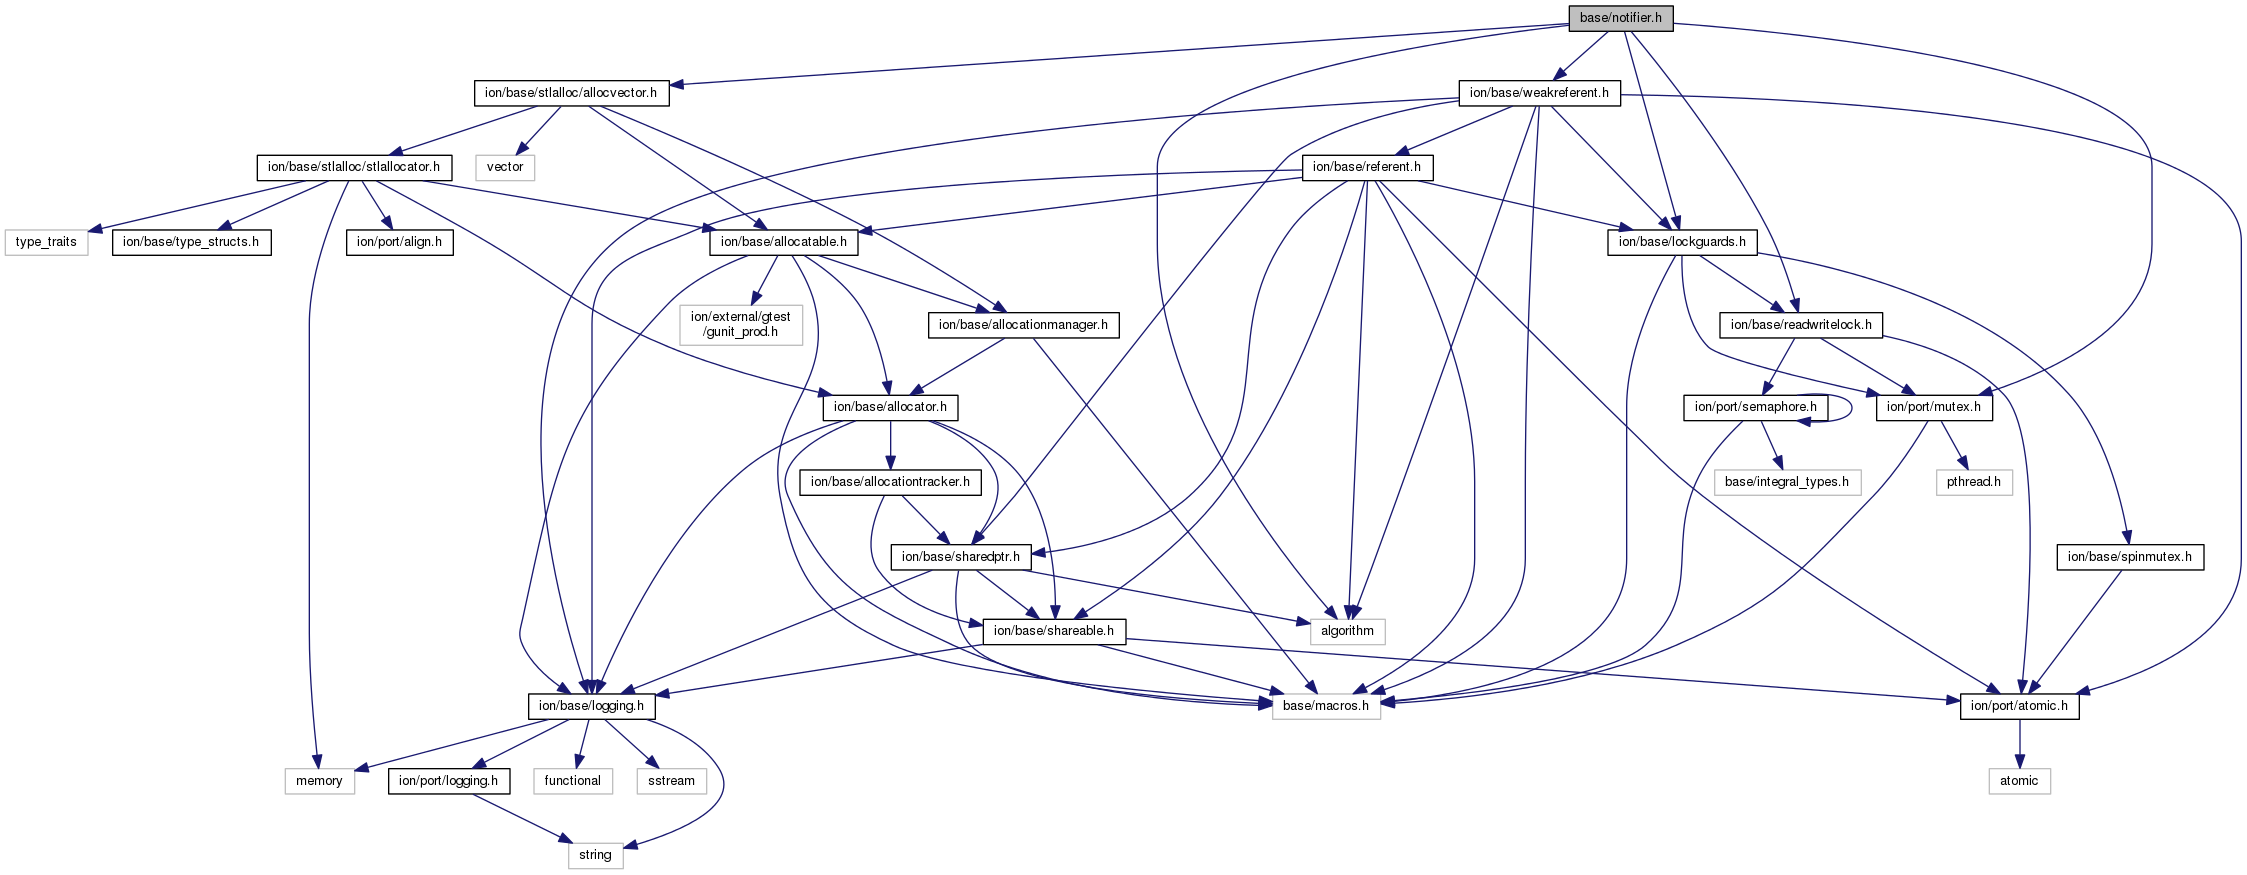 base/notifier.h
ion/base/stlalloc/allocvector.h
ion/base/weakreferent.h
ion/base/stlalloc/stlallocator.h
vector
ion/base/referent.h
type_traits
ion/base/type_structs.h
ion/port/align.h
ion/base/allocatable.h
ion/base/lockguards.h
ion/external/gtest
/gunit_prod.h
ion/base/allocationmanager.h
ion/base/readwritelock.h
ion/base/allocator.h
ion/port/semaphore.h
ion/port/mutex.h
ion/base/allocationtracker.h
base/integral_types.h
pthread.h
ion/base/sharedptr.h
ion/base/spinmutex.h
ion/base/shareable.h
algorithm
ion/base/logging.h
base/macros.h
ion/port/atomic.h
memory
ion/port/logging.h
functional
sstream
atomic
string